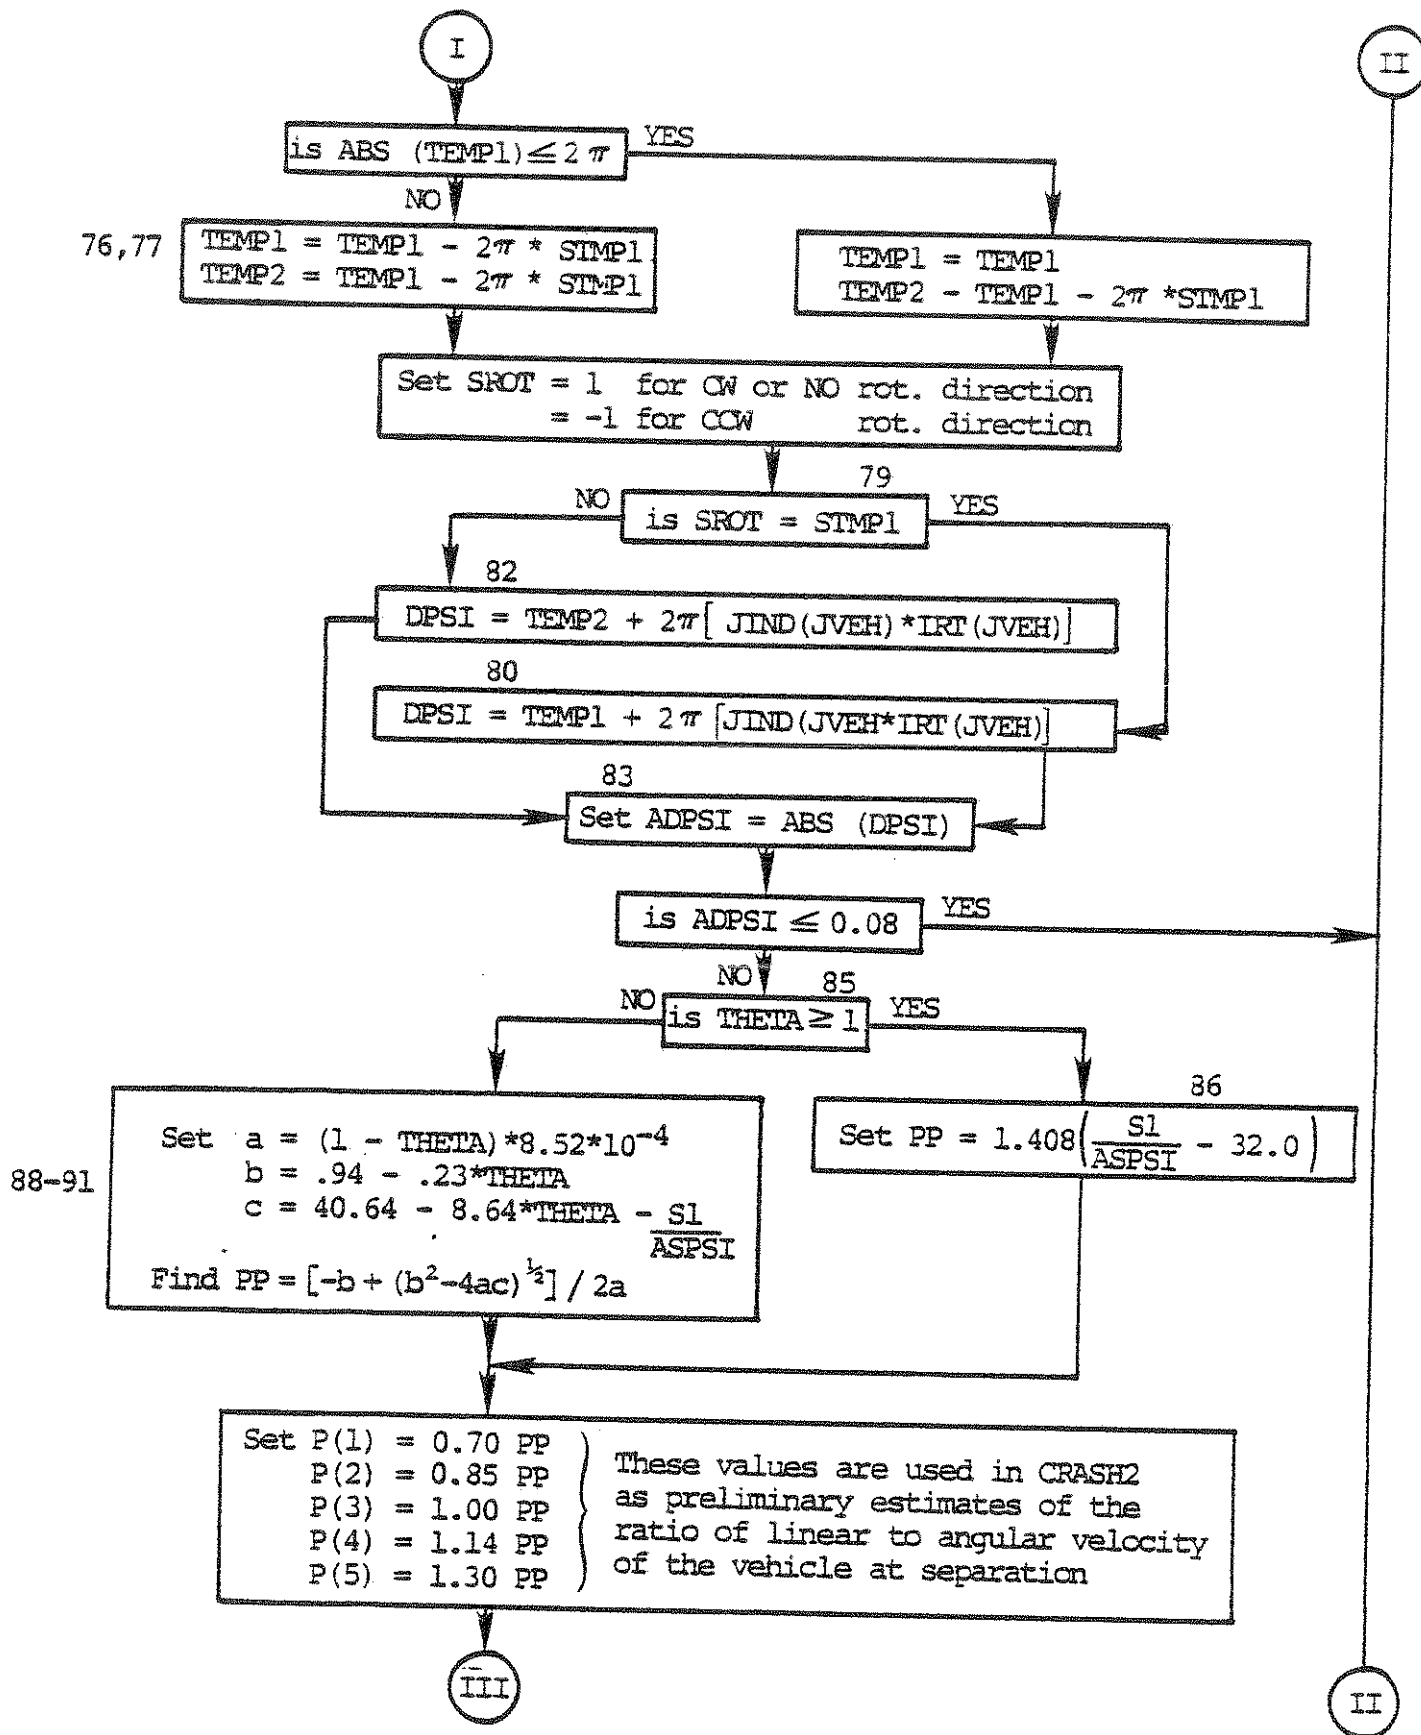 I
II
is ABS (TEMP1) ≤ 2π
YES
NO
76,77
TEMP1 = TEMP1 - 2π * STMP1
TEMP2 = TEMP1 - 2π * STMP1
TEMP1 = TEMP1
TEMP2 - TEMP1 - 2π *STMP1
Set SROT = 1 for CW or NO rot. direction
= -1 for CCW rot. direction
79
NO
is SROT = STMP1
YES
82
DPSI = TEMP2 + 2π[ JIND(JVEH)*IRT(JVEH)]
80
DPSI = TEMP1 + 2π [JIND(JVEH*IRT(JVEH)]
83
Set ADPSI = ABS (DPSI)
is ADPSI ≤ 0.08
YES
NO
85
NO
is THETA ≥ 1
YES
88-91
Set a = (1 - THETA)*8.52*10⁻⁴
b = .94 - .23*THETA
c = 40.64 - 8.64*THETA - S1/ASPSI
Find PP = [-b + (b²-4ac)^½] / 2a
86
Set PP = 1.408(S1/ASPSI - 32.0)
Set P(1) = 0.70 PP
P(2) = 0.85 PP
P(3) = 1.00 PP
P(4) = 1.14 PP
P(5) = 1.30 PP
These values are used in CRASH2
as preliminary estimates of the
ratio of linear to angular velocity
of the vehicle at separation
III
II